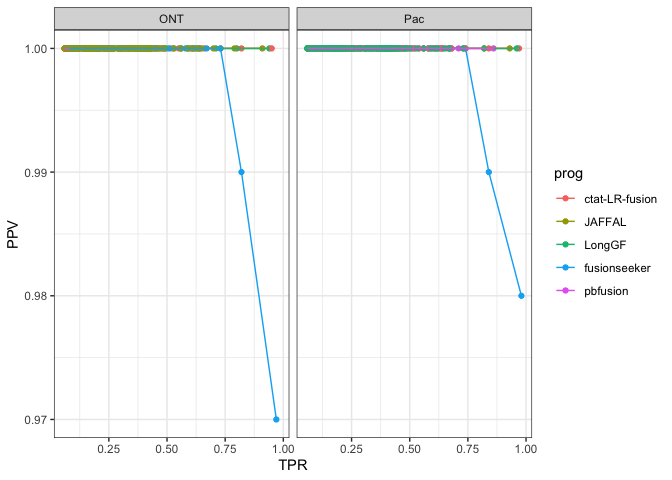 ONT
Pac
1.00
0.99
0.98
0.97
PPV
0.25
0.50
0.75
1.00
0.25
0.50
0.75
1.00
TPR
prog
ctat-LR-fusion
JAFFAL
LongGF
fusionseeker
pbfusion